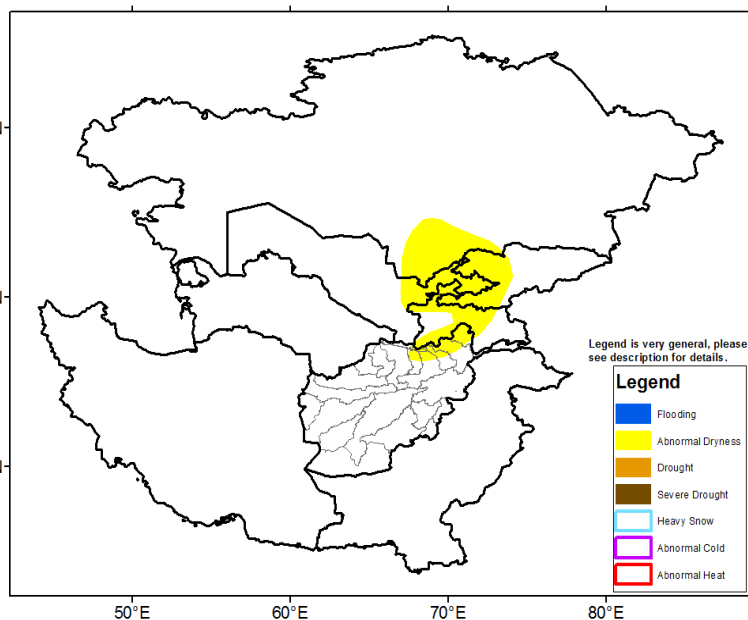 N
N
N
Legend is very general, please
see description for details.
Legend
Flooding
Abnormal Dryness
Drought
Severe Drought
Heavy Snow
Abnormal Cold
Abnormal Heat
50°E
60°E
70°E
80°E